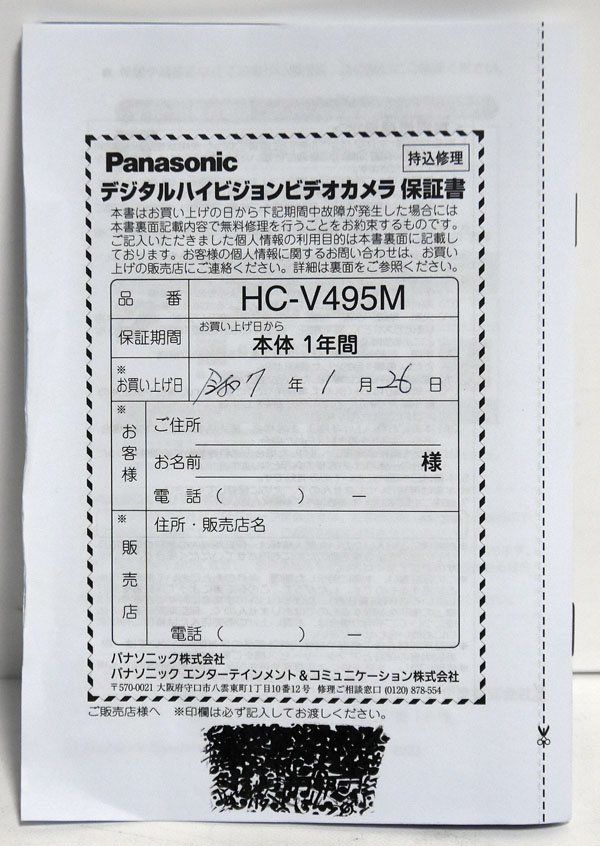 Panasonic
持込修理
デジタルハイビジョンビデオカメラ 保証書
本書はお買い上げの日から下記期間中故障が発生した場合には
本書裏面記載内容で無料修理を行うことをお約束するものです。
ご記入いただきました個人情報の利用目的は本書裏面に記載し
ております。お客様の個人情報に関するお問い合わせは、お買い
上げの販売店にご連絡ください。詳細は裏面をご参照ください。
品 番 HC-V495M
保証期間 お買い上げ日から
本体 1年間
※
お買い上げ日 令和7 年 1 月 26 日
※
お客様
ご住所
お名前 様
電 話 ( ) ー
※
販売店
住所・販売店名
電話 ( ) ー
パナソニック株式会社
パナソニック エンターテインメント&コミュニケーション株式会社
〒570-0021 大阪府守口市八雲東町1丁目10番12号 修理ご相談窓口 (0120) 878-554
ご販売店様へ ※印欄は必ず記入してお渡しください。